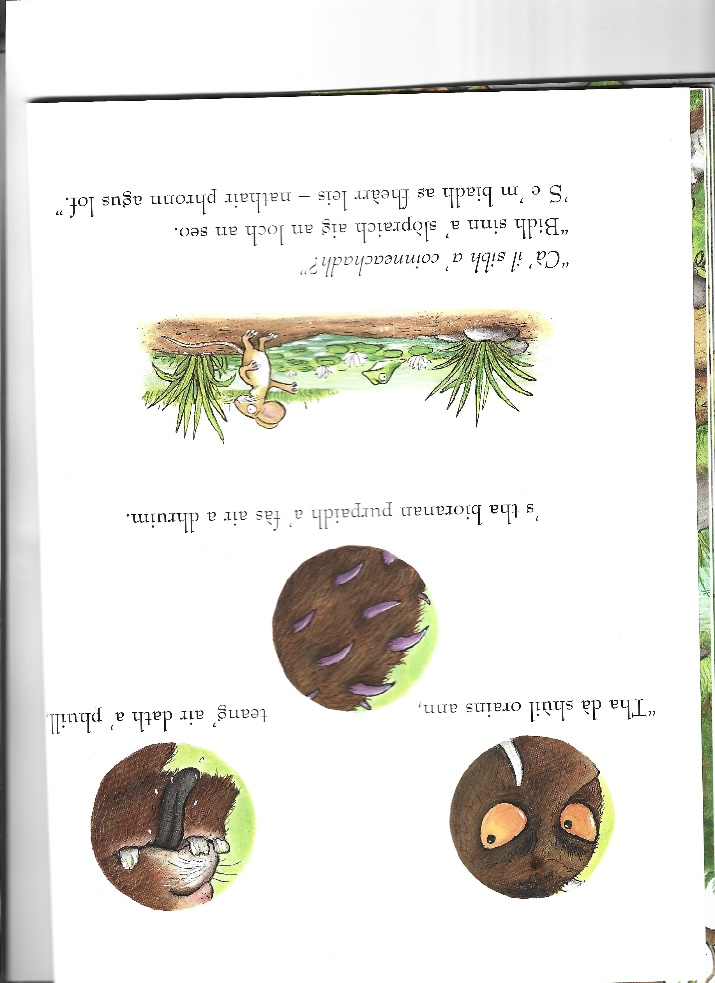 “Tha dà shùil orains ann,
teang’ air dath a’ phuill,
’s tha bioranan purpaidh a’ fàs air a dhruim.
“Cà’il sibh a’ coinneachadh?”
“Bidh sinn a’ slòpraich aig an loch an seo.
’S e ’m biadh as fheàrr leis – nathair phronn agus lof.”